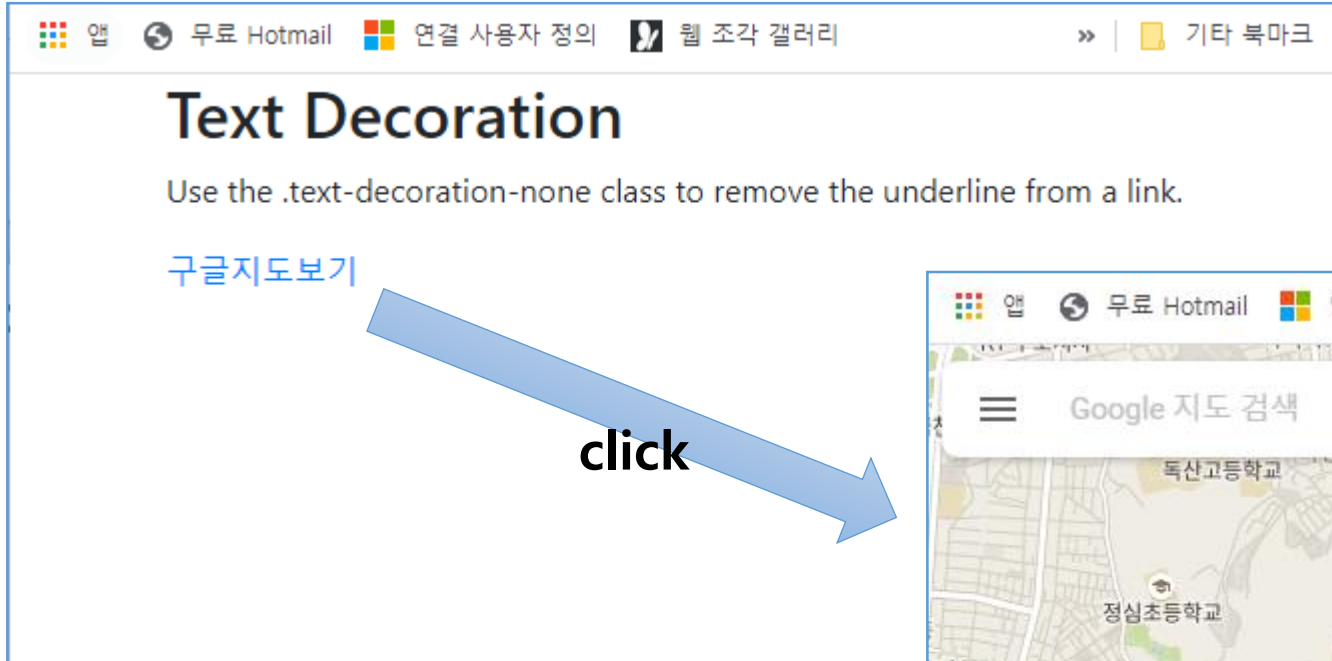 앱 무료 Hotmail 연결 사용자 정의 웹 조각 갤러리 » 기타 북마크
Text Decoration
Use the .text-decoration-none class to remove the underline from a link.
구글지도보기
click
앱 무료 Hotmail
Google 지도 검색
독산고등학교
정심초등학교